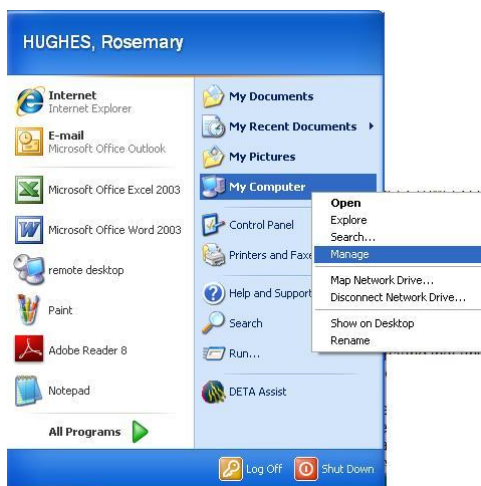 HUGHES, Rosemary
Internet
Internet Explorer
E-mail
Microsoft Office Outlook
Microsoft Office Excel 2003
Microsoft Office Word 2003
remote desktop
Paint
Adobe Reader 8
Notepad
All Programs
My Documents
My Recent Documents
My Pictures
My Computer
Control Panel
Printers and Faxe
Help and Support
Search
Run...
DETA Assist
Open
Explore
Search...
Manage
Map Network Drive...
Disconnect Network Drive...
Show on Desktop
Rename
Log Off
Shut Down